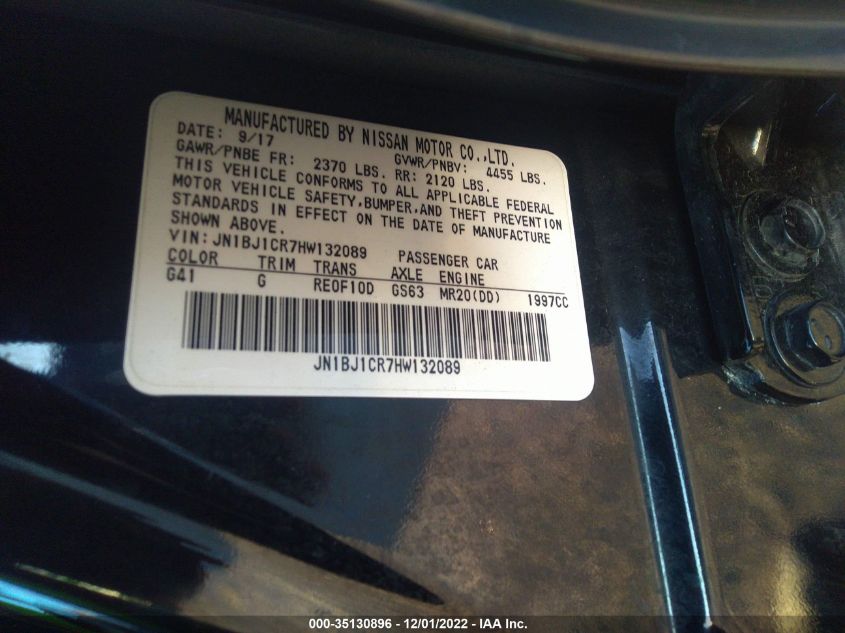 MANUFACTURED BY NISSAN MOTOR CO.,LTD.
DATE: 9/17 GVWR/PNBV: 4455 LBS.
GAWR/PNBE FR: 2370 LBS. RR: 2120 LBS.
THIS VEHICLE CONFORMS TO ALL APPLICABLE FEDERAL
MOTOR VEHICLE SAFETY,BUMPER,AND THEFT PREVENTION
STANDARDS IN EFFECT ON THE DATE OF MANUFACTURE
SHOWN ABOVE.
VIN:JN1BJ1CR7HW132089 PASSENGER CAR
COLOR TRIM TRANS AXLE ENGINE
G41 G RE0F10D GS63 MR20(DD) 1997CC
JN1BJ1CR7HW132089
000-35130896 - 12/01/2022 - IAA Inc.